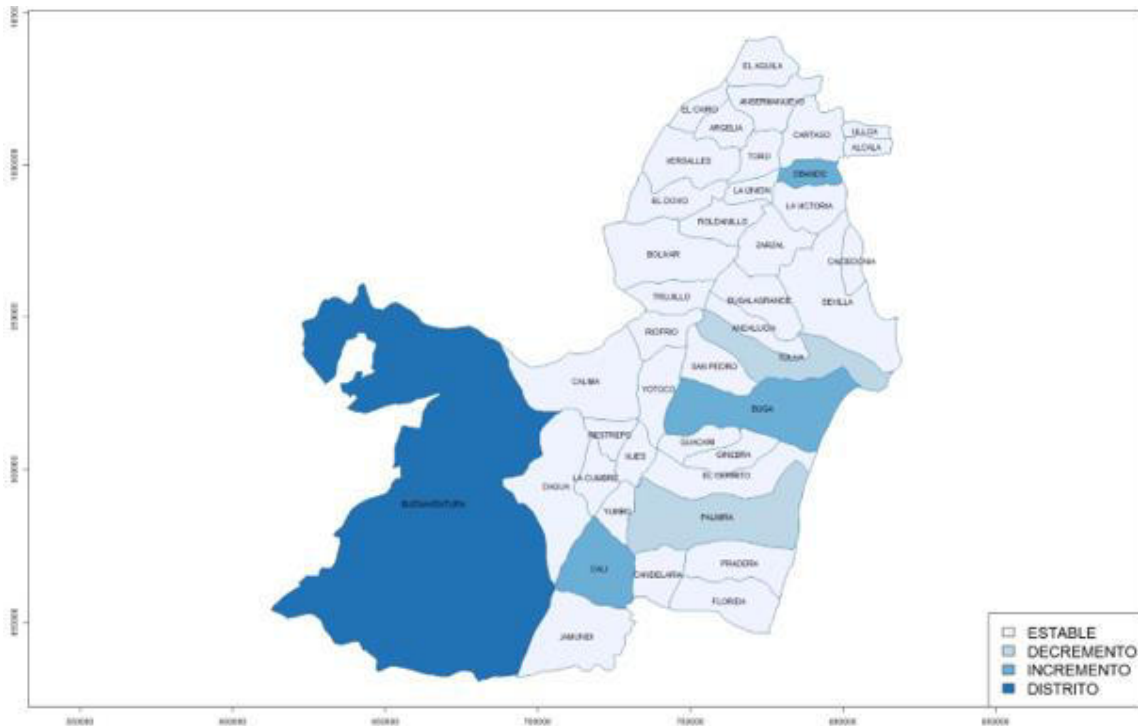 EL AGUILA
ANSERMANUEVO
EL CAIRO
ARGELIA
CARTAGO
ULLOA
ALCALA
TORO
VERSALLES
OBANDO
LA UNION
EL DOVIO
LA VICTORIA
ROLDANILLO
ZARZAL
BOLIVAR
CAICEDONIA
TRUJILLO
BUGALAGRANDE
SEVILLA
ANDALUCIA
RIOFRIO
TULUA
SAN PEDRO
CALIMA
YOTOCO
BUGA
RESTREPO
GUACARI
VIJES
GINEBRA
LA CUMBRE
EL CERRITO
DAGUA
BUENAVENTURA
YUMBO
PALMIRA
CALI
CANDELARIA
PRADERA
FLORIDA
JAMUNDI
ESTABLE
DECREMENTO
INCREMENTO
DISTRITO